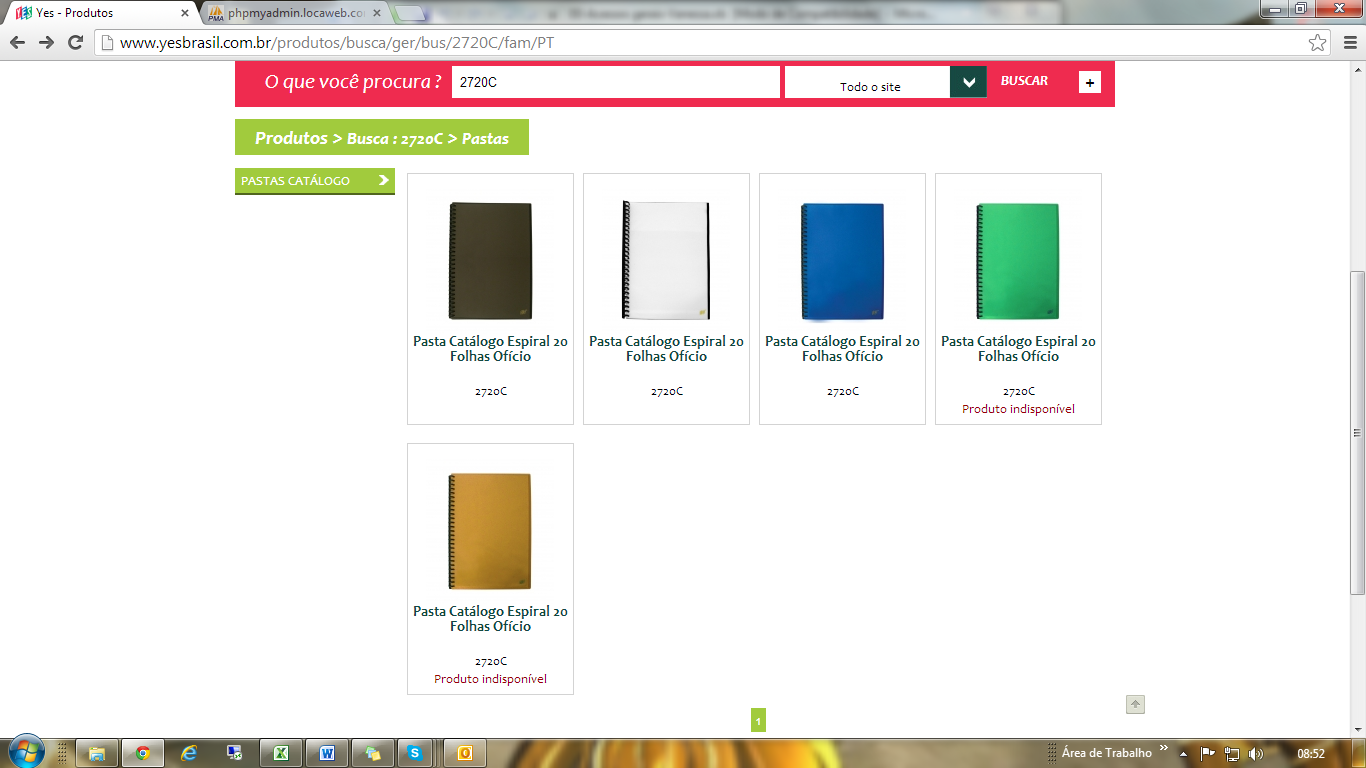 Yes - Produtos
phpmyadmin.locaweb.co
www.yesbrasil.com.br/produtos/busca/ger/bus/2720C/fam/PT
O que você procura ?
2720C
Todo o site
BUSCAR
+
Produtos > Busca : 2720C > Pastas
PASTAS CATÁLOGO
Pasta Catálogo Espiral 20
Folhas Ofício
2720C
Pasta Catálogo Espiral 20
Folhas Ofício
2720C
Pasta Catálogo Espiral 20
Folhas Ofício
2720C
Pasta Catálogo Espiral 20
Folhas Ofício
2720C
Produto indisponível
Pasta Catálogo Espiral 20
Folhas Ofício
2720C
Produto indisponível
1
Área de Trabalho
08:52